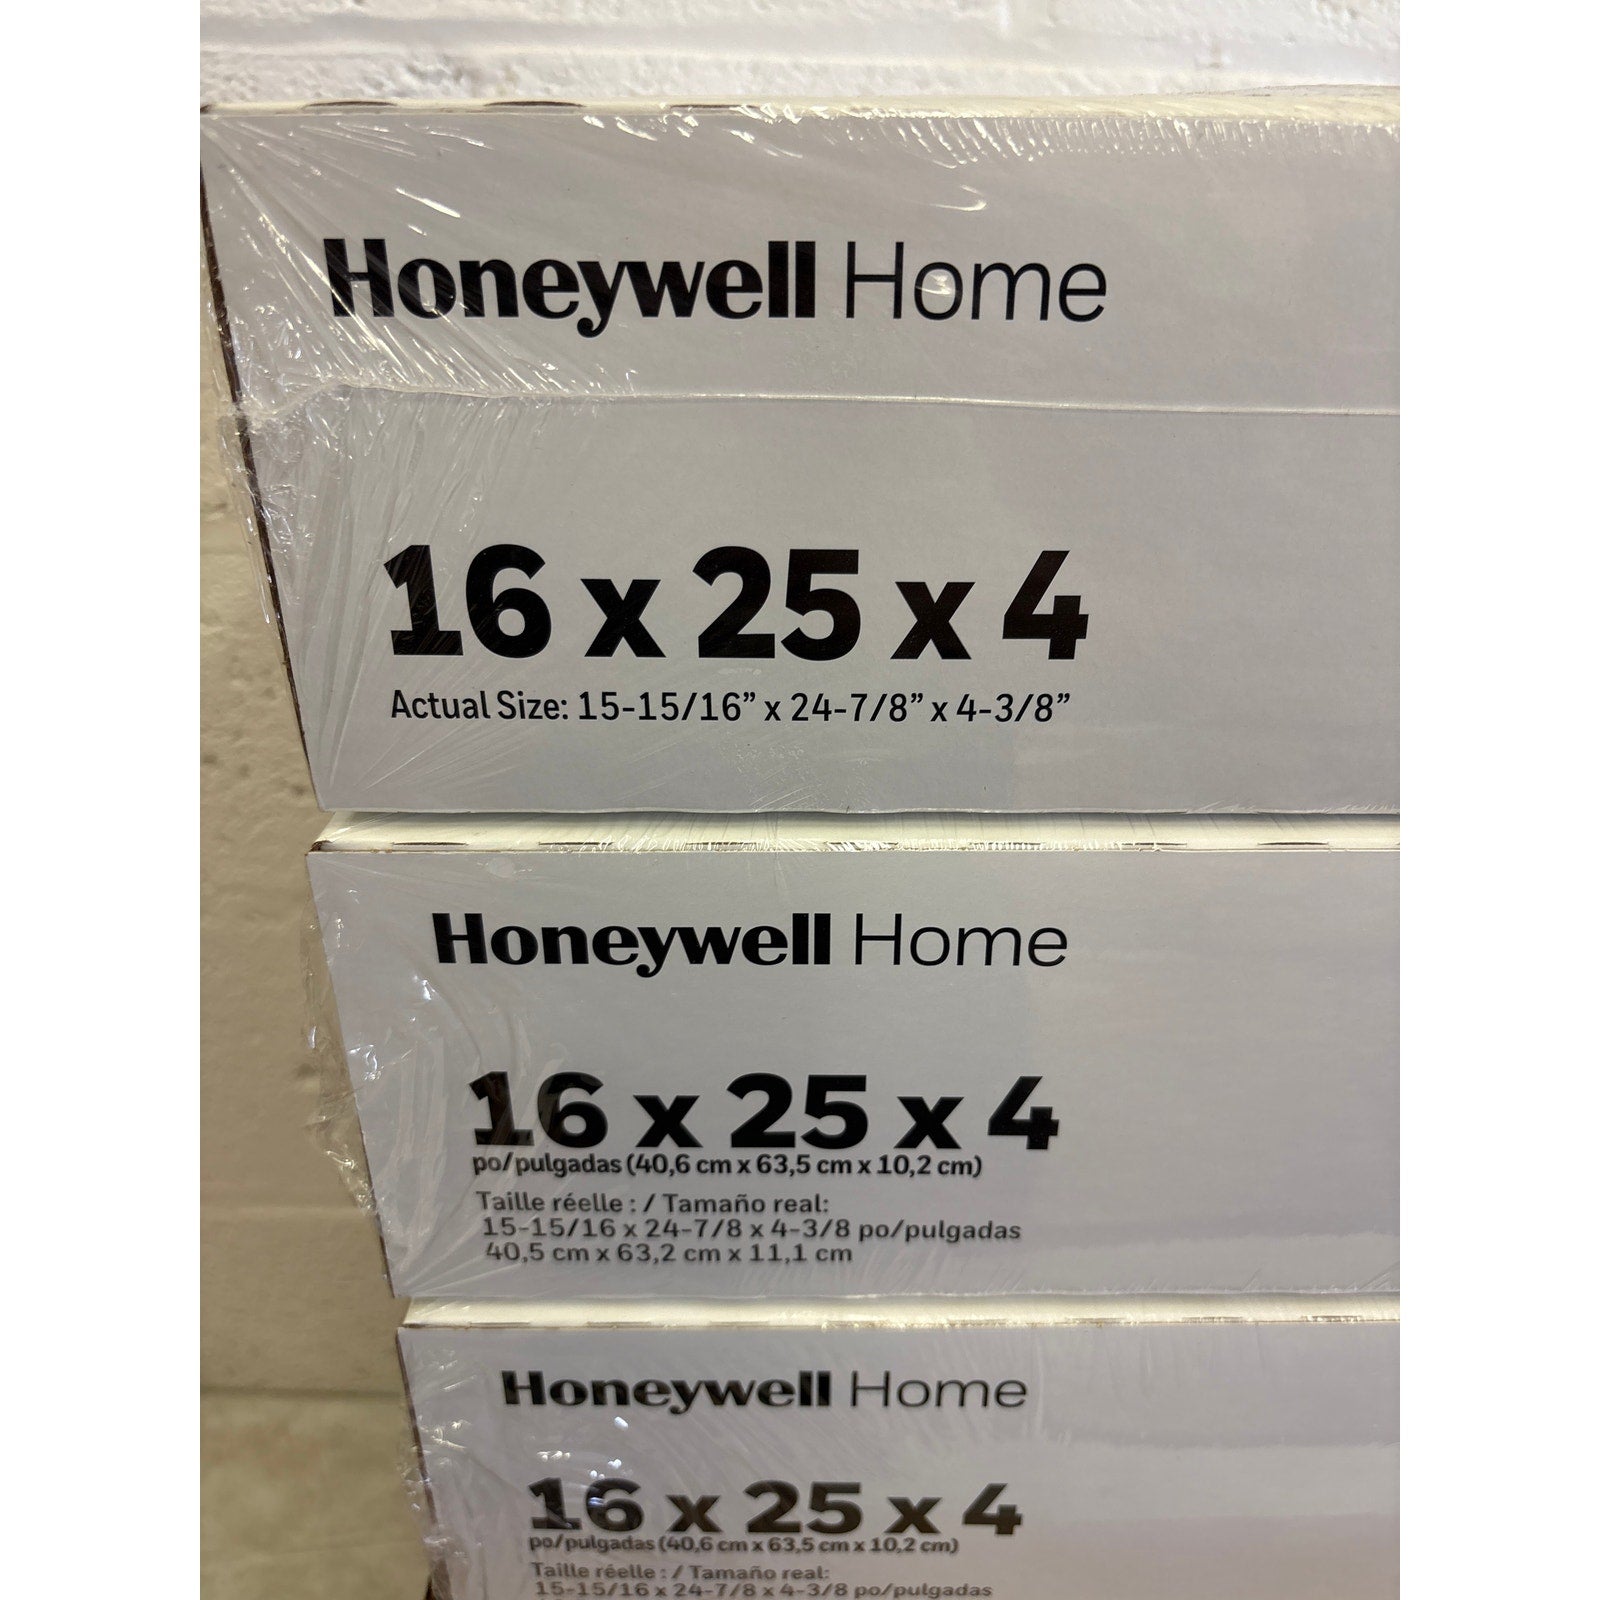 Honeywell Home
16 x 25 x 4
Actual Size: 15-15/16” x 24-7/8” x 4-3/8”
Honeywell Home
16 x 25 x 4
po/pulgadas (40,6 cm x 63,5 cm x 10,2 cm)
Taille réelle : / Tamaño real:
15-15/16 x 24-7/8 x 4-3/8 po/pulgadas
40,5 cm x 63,2 cm x 11,1 cm
Honeywell Home
16 x 25 x 4
po/pulgadas (40,6 cm x 63,5 cm x 10,2 cm)
Taille réelle : / Tamaño real:
15-15/16 x 24-7/8 x 4-3/8 po/pulgadas